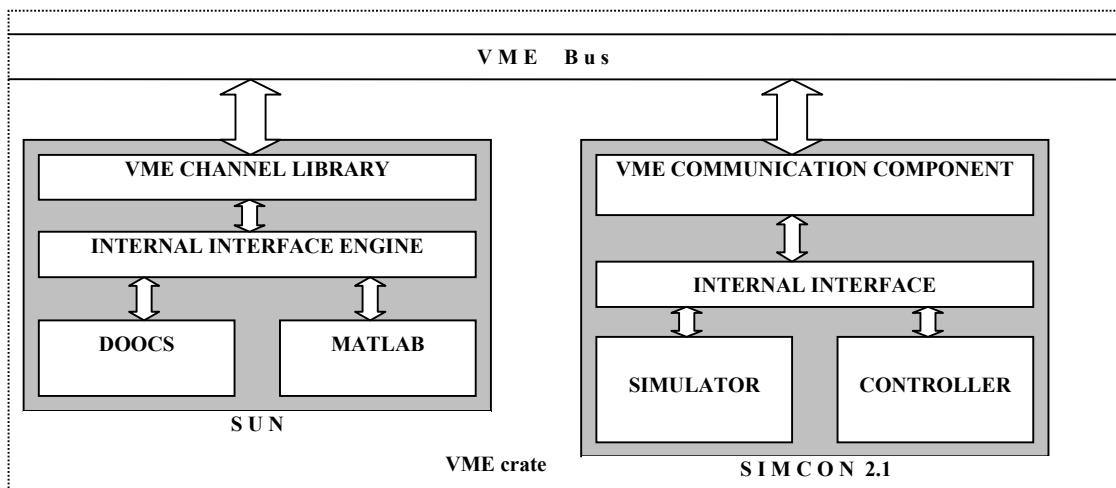 VME Bus
VME CHANNEL LIBRARY
INTERNAL INTERFACE ENGINE
DOOCS
MATLAB
SUN
VME COMMUNICATION COMPONENT
INTERNAL INTERFACE
SIMULATOR
CONTROLLER
SIMCON 2.1
VME crate